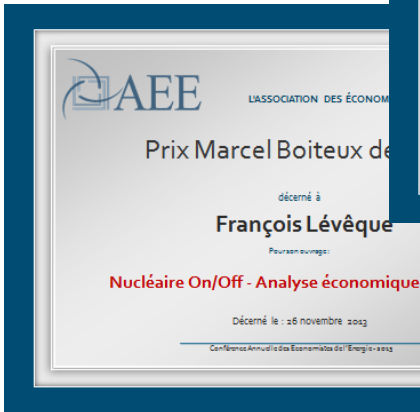 AEE
L'ASSOCIATION DES ÉCONOM
Prix Marcel Boiteux de
décerné à
François Lévêque
Pour son ouvrage :
Nucléaire On/Off - Analyse économique
Décerné le : 26 novembre 2013
Conférence Annuelle des Economistes de l'Energie - 2013